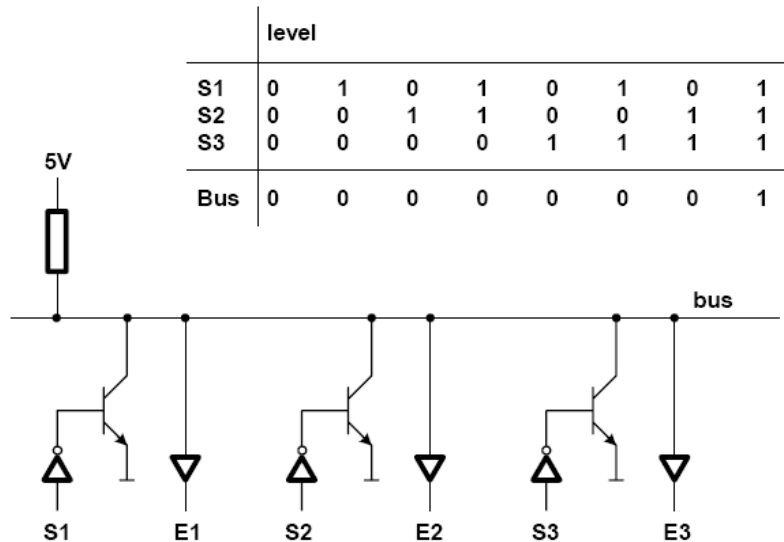 level
S1 0 1 0 1 0 1 0 1
S2 0 0 1 1 0 0 1 1
S3 0 0 0 0 1 1 1 1
Bus 0 0 0 0 0 0 0 1
5V
bus
S1 E1 S2 E2 S3 E3